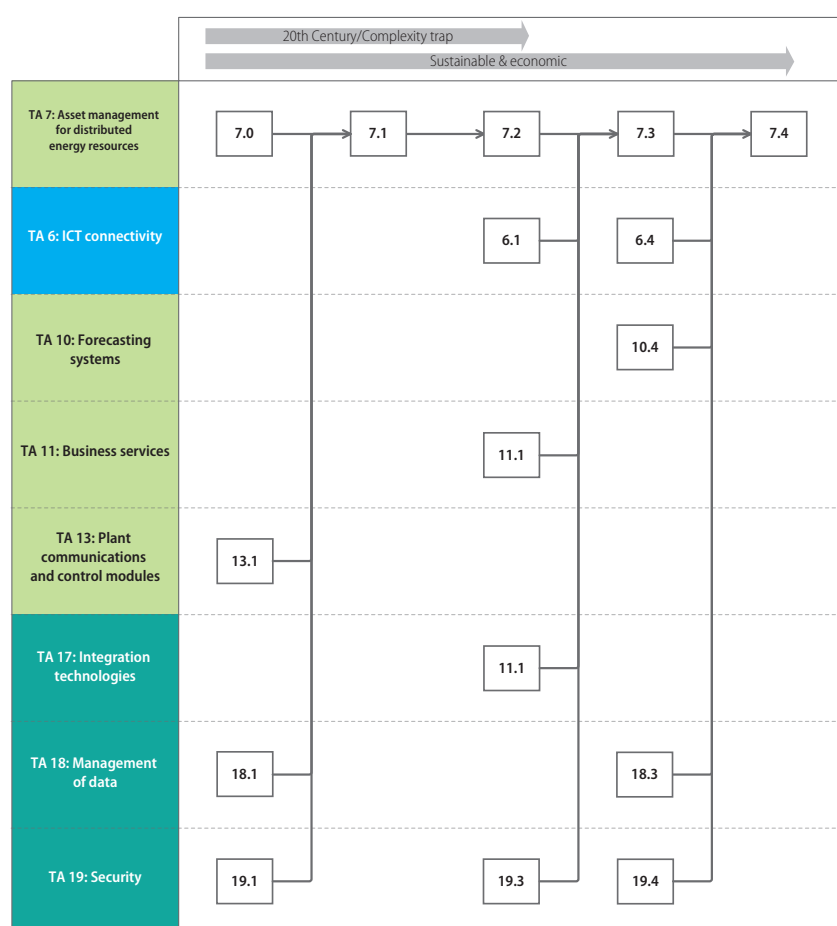 20th Century/Complexity trap
Sustainable & economic
TA 7: Asset management
for distributed
energy resources
7.0
7.1
7.2
7.3
7.4
TA 6: ICT connectivity
6.1
6.4
TA 10: Forecasting
systems
10.4
TA 11: Business services
11.1
TA 13: Plant
communications
and control modules
13.1
TA 17: Integration
technologies
11.1
TA 18: Management
of data
18.1
18.3
TA 19: Security
19.1
19.3
19.4